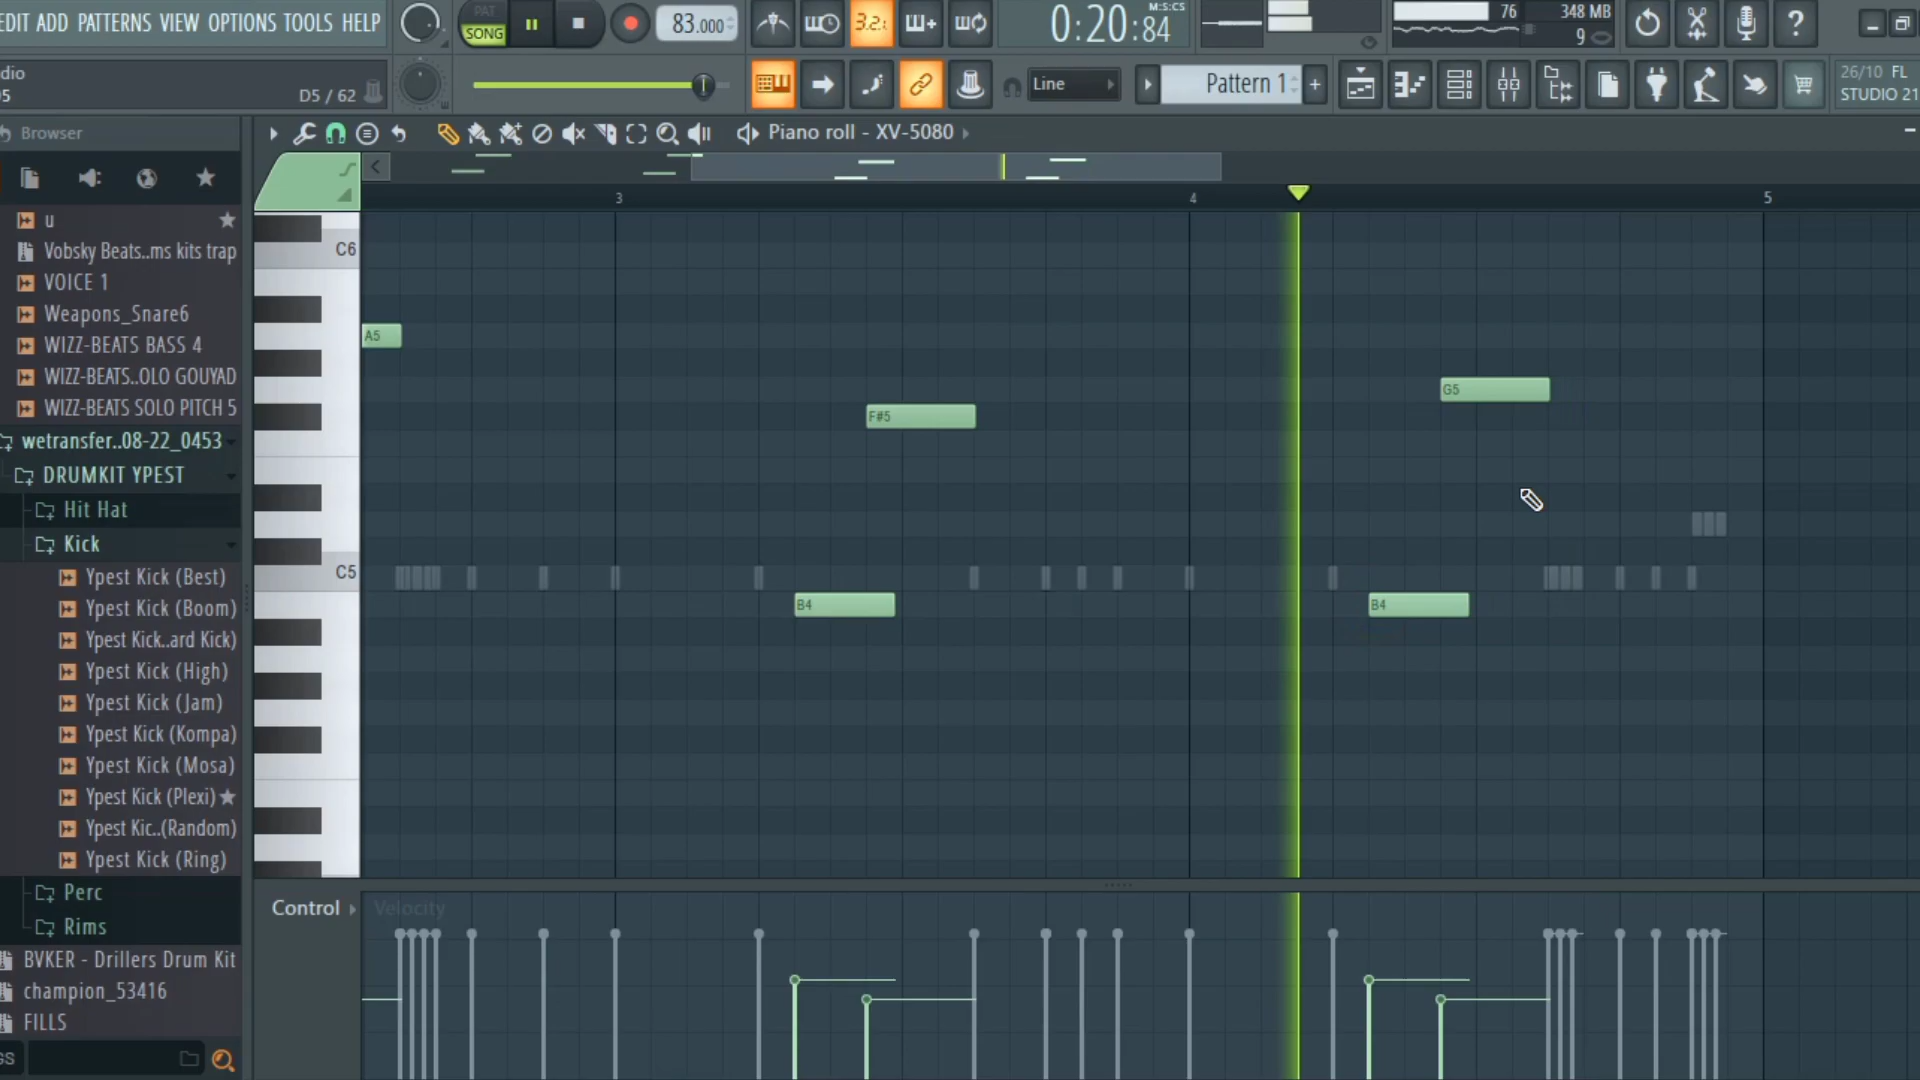 EDIT ADD PATTERNS VIEW OPTIONS TOOLS HELP
PAT
SONG
83.000
3.2
0:20:84
M:S:CS
76
348 MB
9
dio
05
D5 / 62
Line
Pattern 1
26/10 FL
STUDIO 21
Browser
Piano roll - XV-5080
3
4
5
u
Vobsky Beats..ms kits trap
VOICE 1
Weapons_Snare6
WIZZ-BEATS BASS 4
WIZZ-BEATS..OLO GOUYAD
WIZZ-BEATS SOLO PITCH 5
wetransfer..08-22_0453
DRUMKIT YPEST
Hit Hat
Kick
Ypest Kick (Best)
Ypest Kick (Boom)
Ypest Kick..ard Kick)
Ypest Kick (High)
Ypest Kick (Jam)
Ypest Kick (Kompa)
Ypest Kick (Mosa)
Ypest Kick (Plexi)
Ypest Kic..(Random)
Ypest Kick (Ring)
Perc
Rims
BVKER - Drillers Drum Kit
champion_53416
FILLS
GS
C6
C5
A5
F#5
B4
G5
B4
Control
Velocity